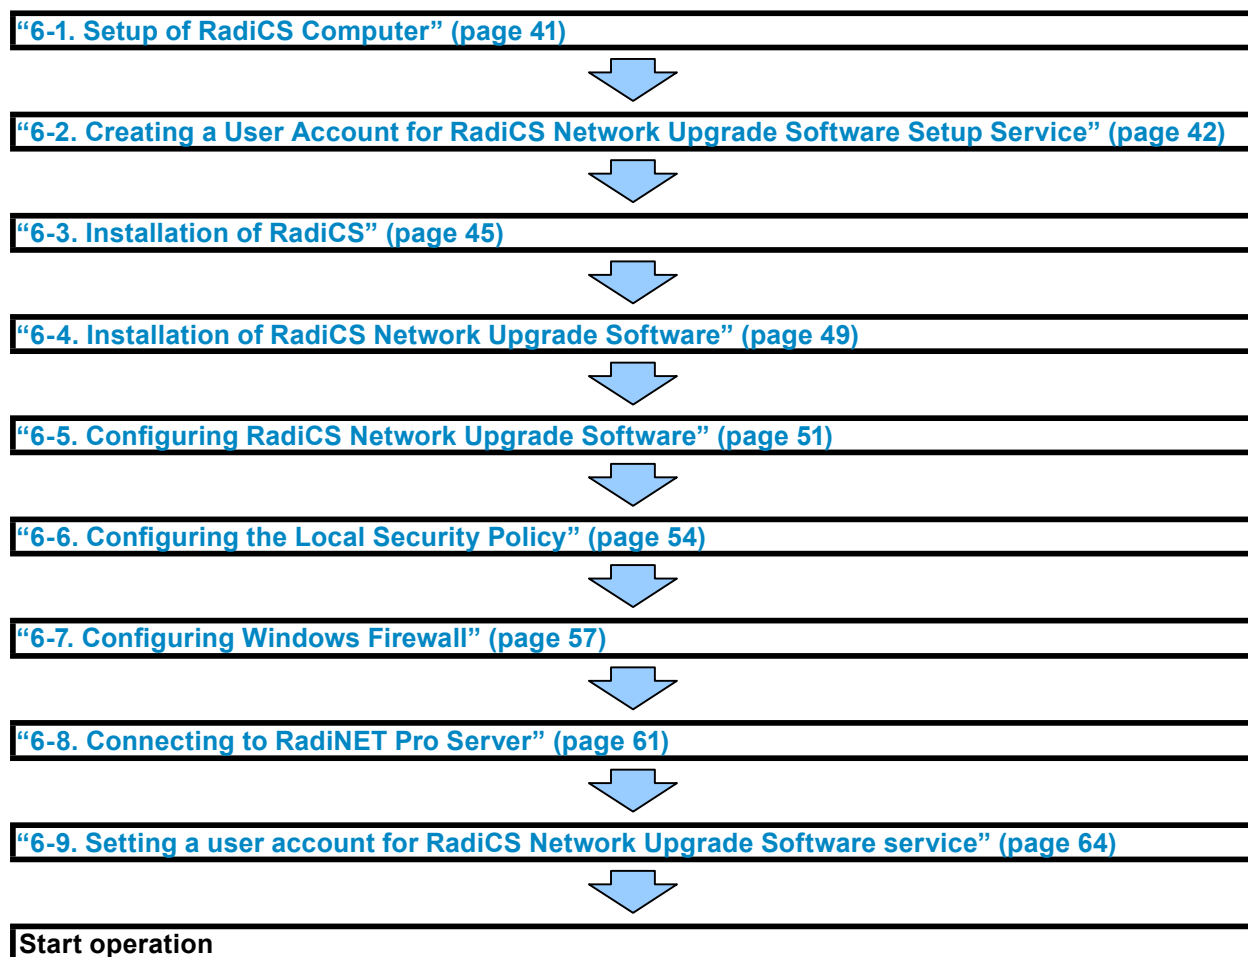 “6-1. Setup of RadiCS Computer” (page 41)
“6-2. Creating a User Account for RadiCS Network Upgrade Software Setup Service” (page 42)
“6-3. Installation of RadiCS” (page 45)
“6-4. Installation of RadiCS Network Upgrade Software” (page 49)
“6-5. Configuring RadiCS Network Upgrade Software” (page 51)
“6-6. Configuring the Local Security Policy” (page 54)
“6-7. Configuring Windows Firewall” (page 57)
“6-8. Connecting to RadiNET Pro Server” (page 61)
“6-9. Setting a user account for RadiCS Network Upgrade Software service” (page 64)
Start operation